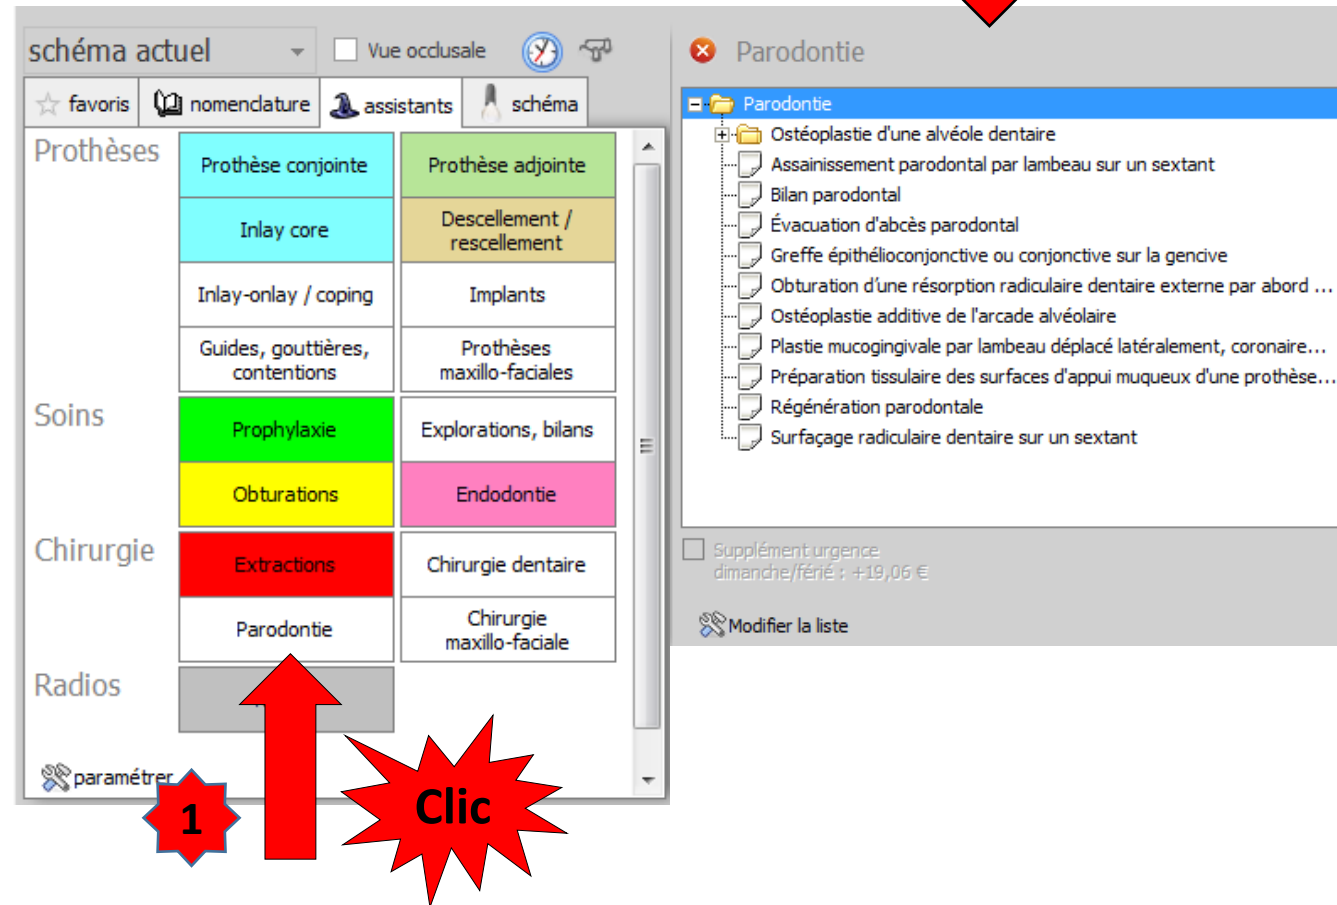 schéma actuel
Vue occlusale
favoris
nomenclature
assistants
schéma
Prothèses
Prothèse conjointe
Prothèse adjointe
Inlay core
Descellement /
rescellement
Inlay-onlay / coping
Implants
Guides, gouttières,
contentions
Prothèses
maxillo-faciales
Soins
Prophylaxie
Explorations, bilans
Obturations
Endodontie
Chirurgie
Extractions
Chirurgie dentaire
Parodontie
Chirurgie
maxillo-faciale
Radios
paramétrer
1
Clic
Parodontie
Parodontie
Ostéoplastie d'une alvéole dentaire
Assainissement parodontal par lambeau sur un sextant
Bilan parodontal
Évacuation d'abcès parodontal
Greffe épithélioconjonctive ou conjonctive sur la gencive
Obturation d'une résorption radiculaire dentaire externe par abord ...
Ostéoplastie additive de l'arcade alvéolaire
Plastie mucogingivale par lambeau déplacé latéralement, coronaire...
Préparation tissulaire des surfaces d'appui muqueux d'une prothèse...
Régénération parodontale
Surfaçage radiculaire dentaire sur un sextant
Supplément urgence
dimanche/férié : +19,06 €
Modifier la liste